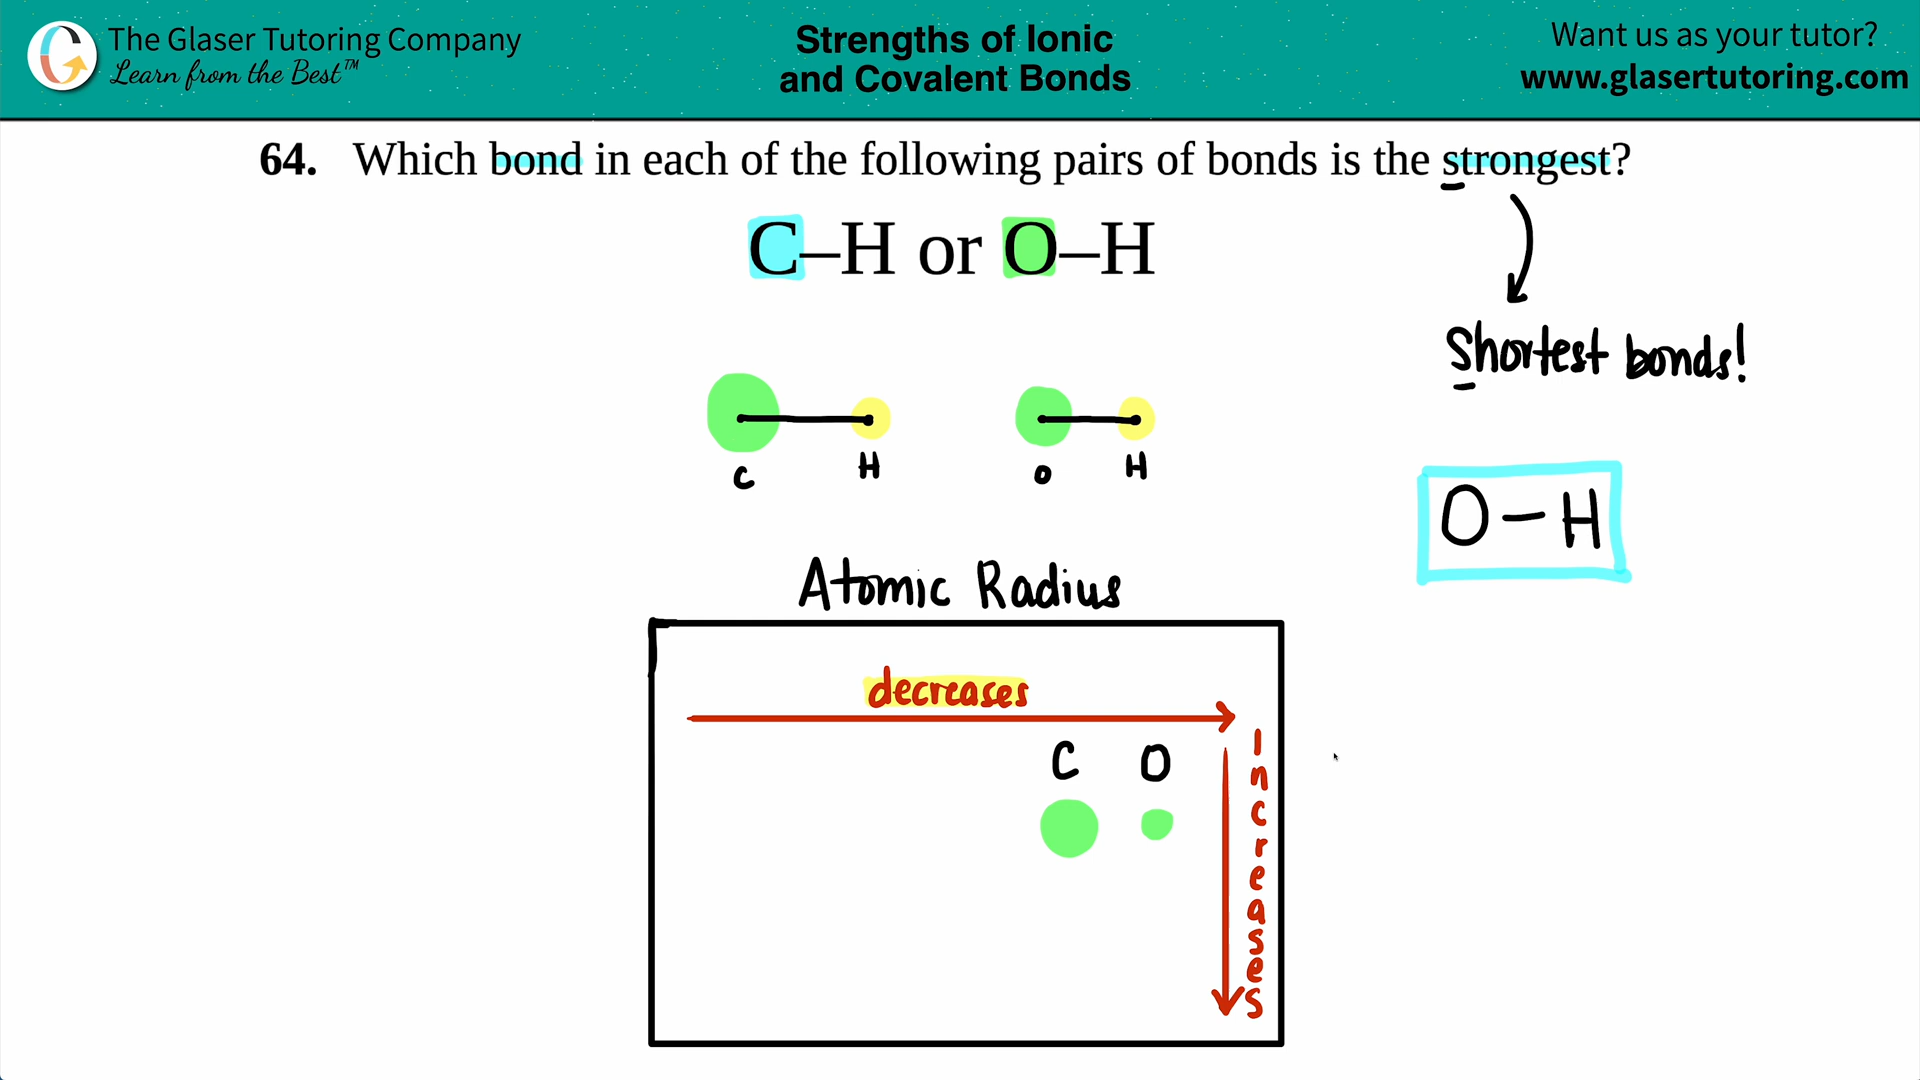 The Glaser Tutoring Company
Learn from the Best™
Strengths of Ionic
and Covalent Bonds
Want us as your tutor?
www.glasertutoring.com
64. Which bond in each of the following pairs of bonds is the strongest?
C–H or O–H
Shortest bonds!
C H O H
O–H
Atomic Radius
decreases
C O
Increases